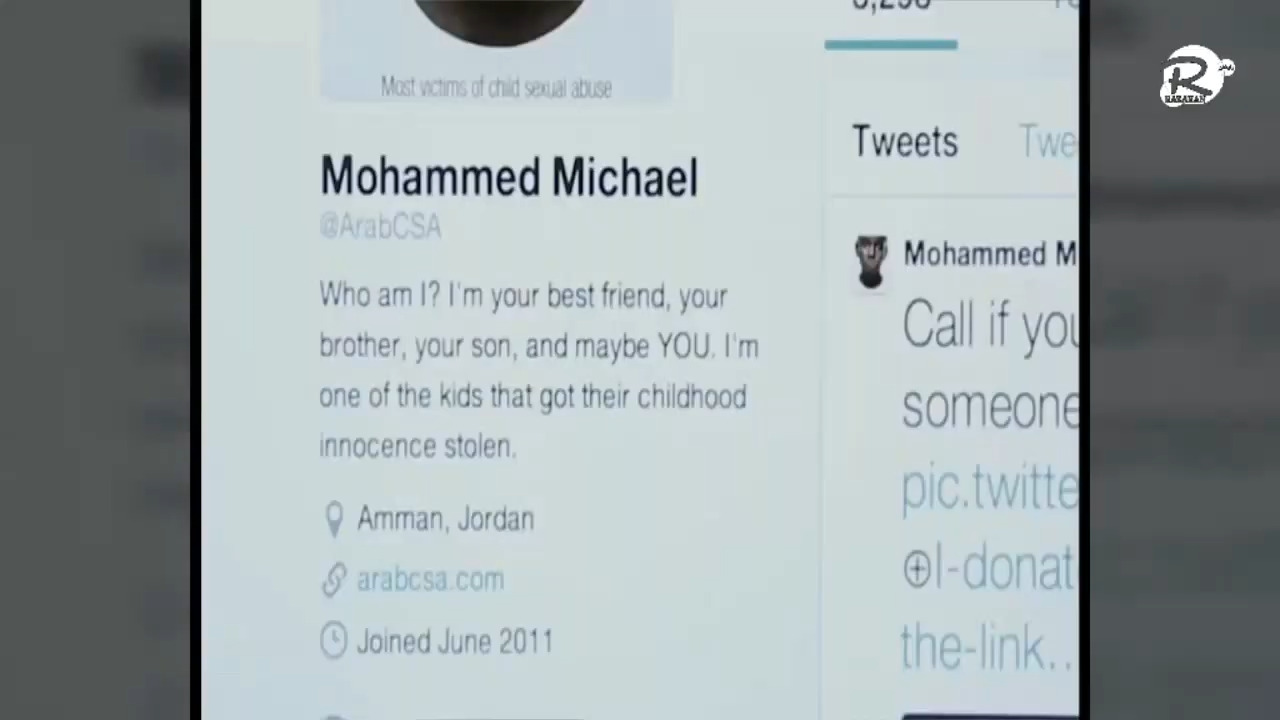 Most victims of child sexual abuse
Mohammed Michael
@ArabCSA
Who am I? I'm your best friend, your
brother, your son, and maybe YOU. I'm
one of the kids that got their childhood
innocence stolen.
Amman, Jordan
arabcsa.com
Joined June 2011
Tweets
Twe
Mohammed M
Call if you
someone
pic.twitte
l-donat
the-link..